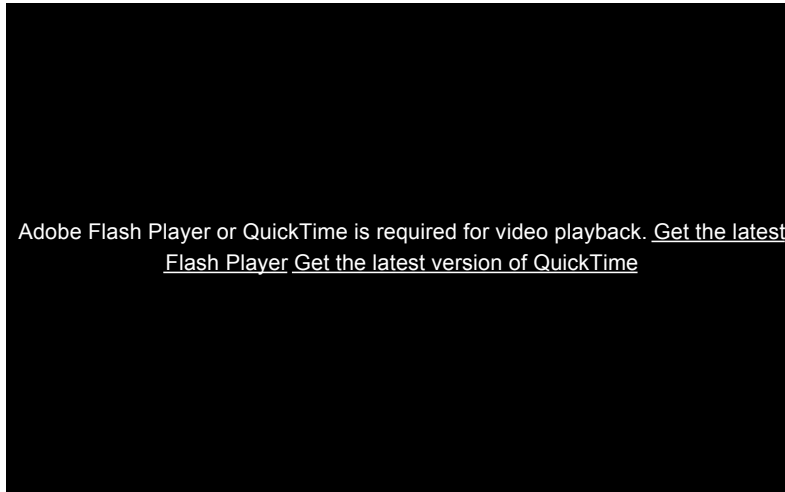 Adobe Flash Player or QuickTime is required for video playback. Get the latest
Flash Player Get the latest version of QuickTime